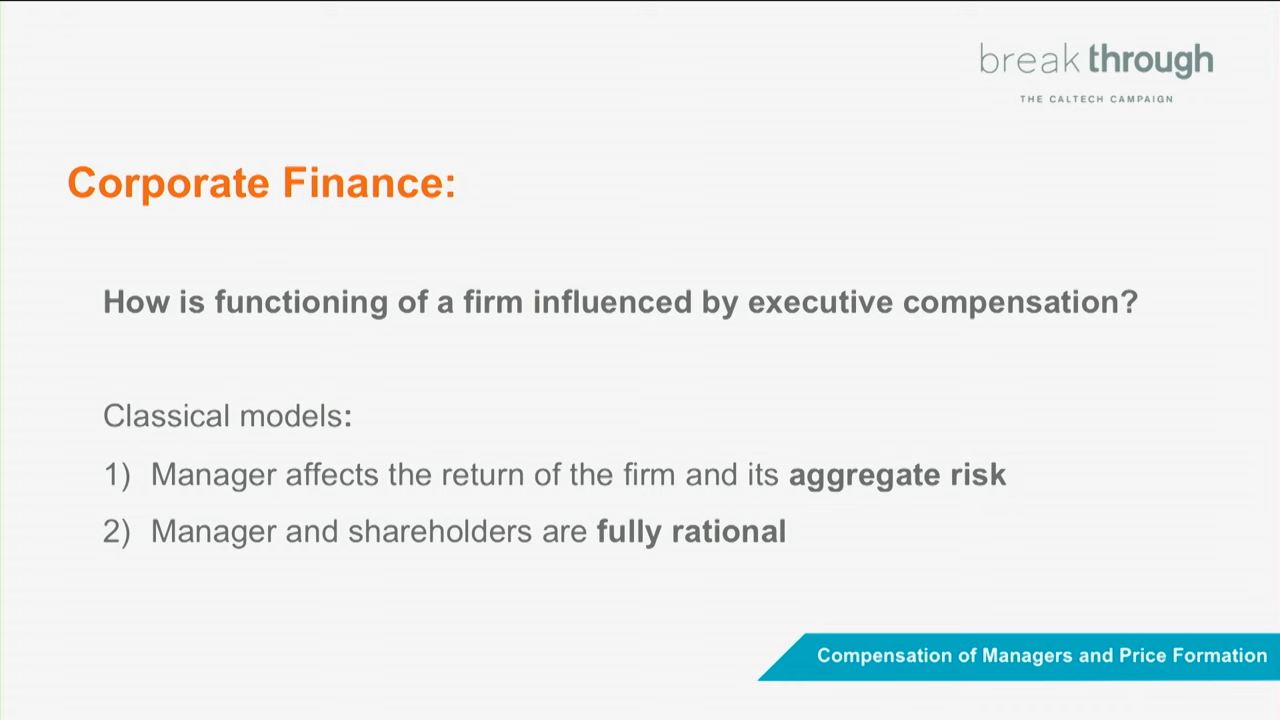 break through
THE CALTECH CAMPAIGN
Corporate Finance:
How is functioning of a firm influenced by executive compensation?
Classical models:
1) Manager affects the return of the firm and its aggregate risk
2) Manager and shareholders are fully rational
Compensation of Managers and Price Formation